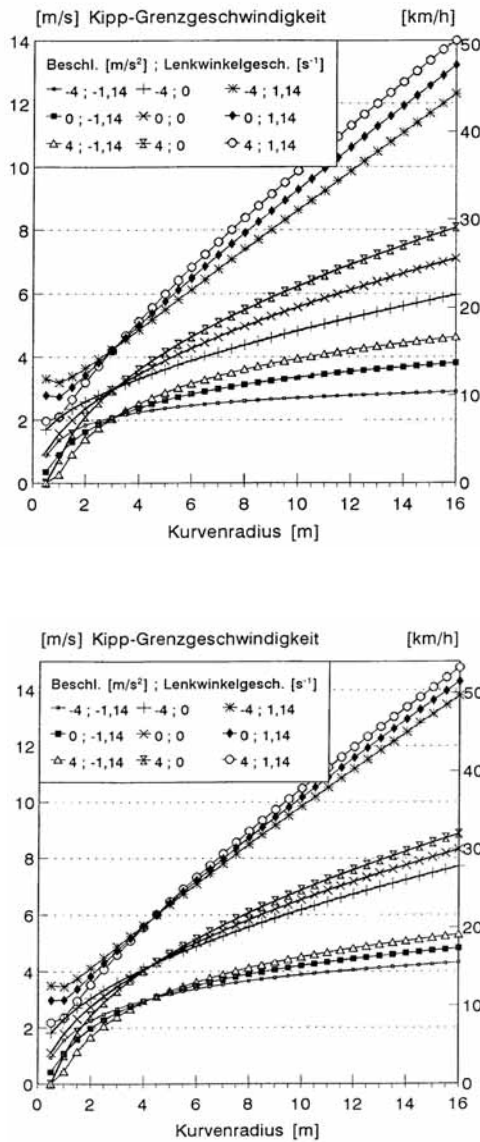 [m/s] Kipp-Grenzgeschwindigkeit [km/h]
14
12
10
8
6
4
2
0
50
40
30
20
10
0
Beschl. [m/s²] ; Lenkwinkelgesch. [s⁻¹]
-4 ; -1,14 -4 ; 0 -4 ; 1,14
0 ; -1,14 0 ; 0 0 ; 1,14
4 ; -1,14 4 ; 0 4 ; 1,14
0 2 4 6 8 10 12 14 16
Kurvenradius [m]
[m/s] Kipp-Grenzgeschwindigkeit [km/h]
14
12
10
8
6
4
2
0
50
40
30
20
10
0
Beschl. [m/s²] ; Lenkwinkelgesch. [s⁻¹]
-4 ; -1,14 -4 ; 0 -4 ; 1,14
0 ; -1,14 0 ; 0 0 ; 1,14
4 ; -1,14 4 ; 0 4 ; 1,14
0 2 4 6 8 10 12 14 16
Kurvenradius [m]